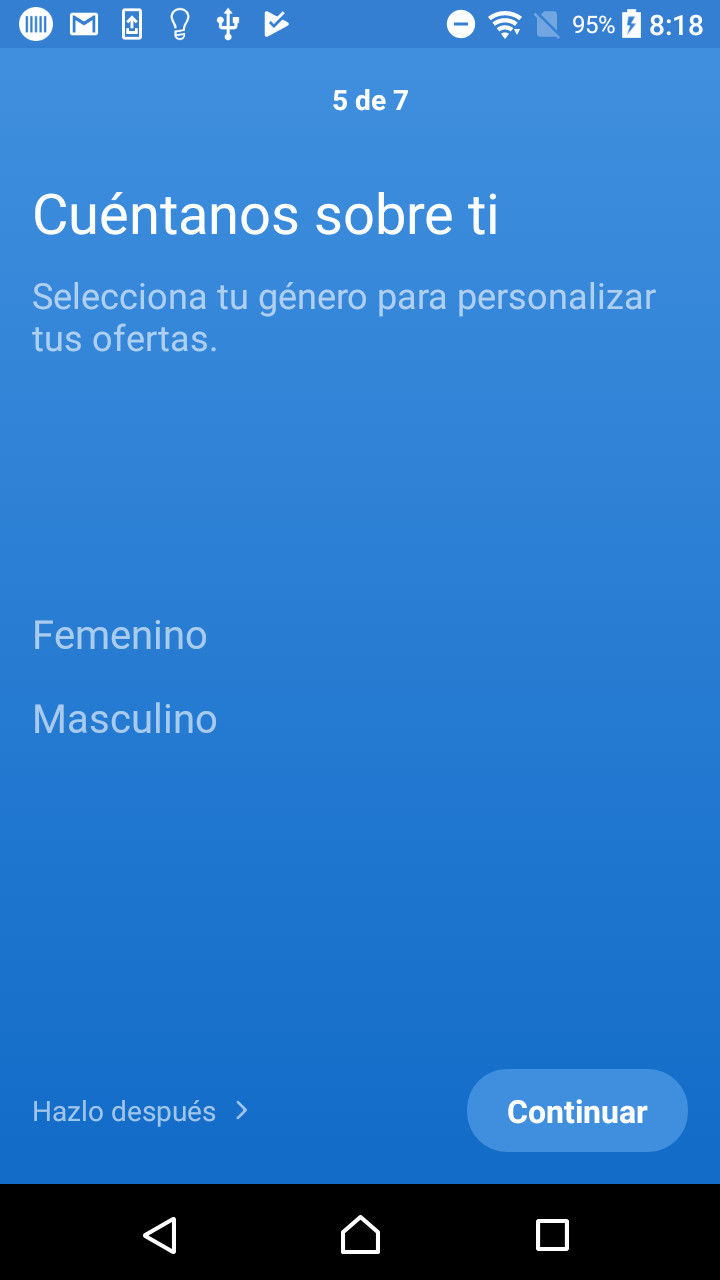 95% 8:18
5 de 7
Cuéntanos sobre ti
Selecciona tu género para personalizar
tus ofertas.
Femenino
Masculino
Hazlo después
Continuar